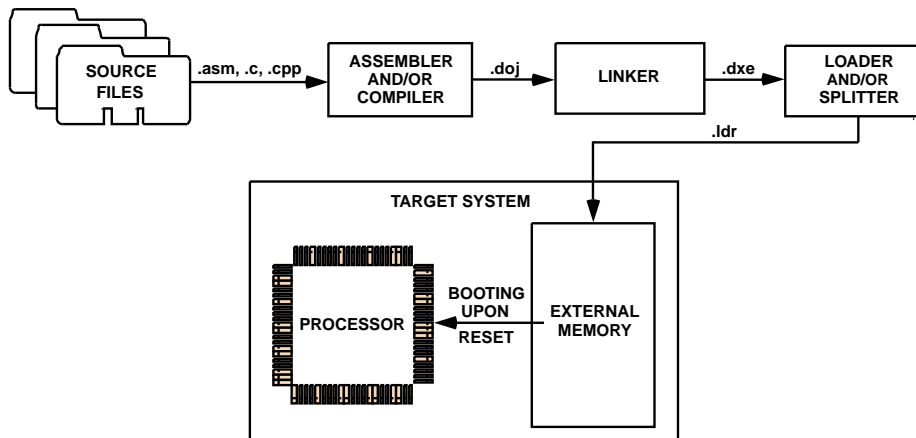 SOURCE
FILES
.asm, .c, .cpp
ASSEMBLER
AND/OR
COMPILER
.doj
LINKER
.dxe
LOADER
AND/OR
SPLITTER
.ldr
TARGET SYSTEM
PROCESSOR
BOOTING
UPON
RESET
EXTERNAL
MEMORY